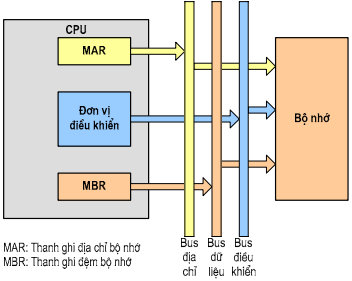 CPU
MAR
Đơn vị
điều khiển
MBR
Bộ nhớ
MAR: Thanh ghi địa chỉ bộ nhớ
MBR: Thanh ghi đệm bộ nhớ
Bus
địa
chỉ
Bus
dữ
liệu
Bus
điều
khiển